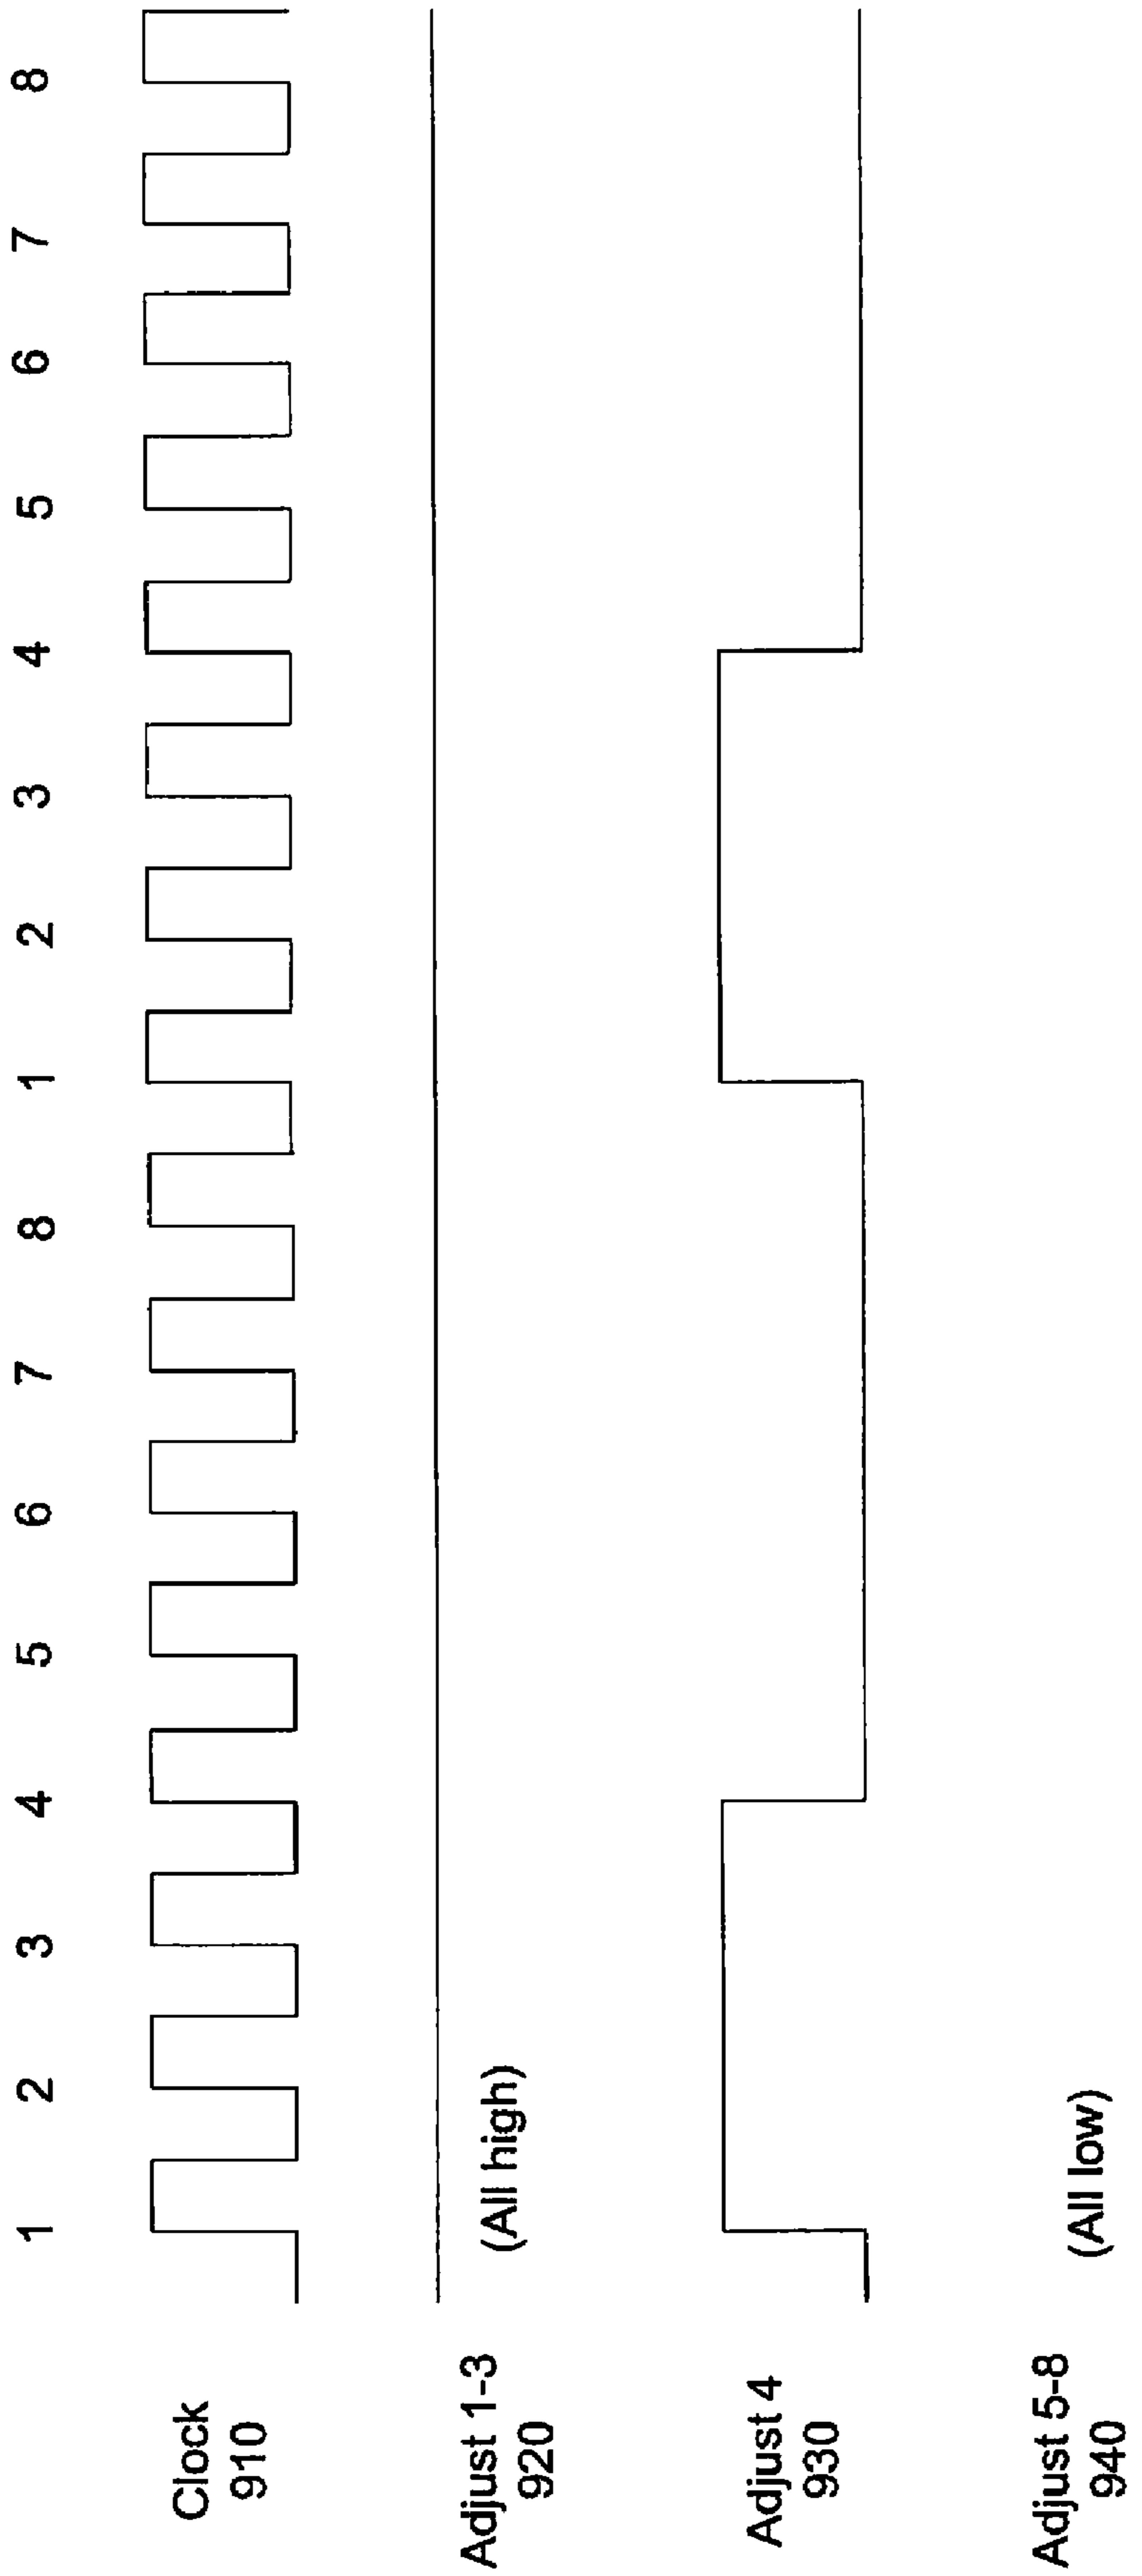 1 2 3 4 5 6 7 8 1 2 3 4 5 6 7 8
Clock
910
Adjust 1-3
920
(All high)
Adjust 4
930
Adjust 5-8
940
(All low)